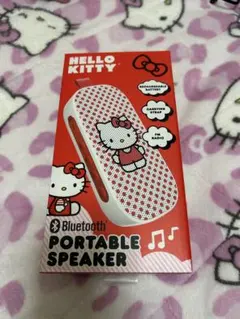 HELLO
KITTY
RECHARGEABLE
BATTERY
CARRYING
STRAP
FM
RADIO
Bluetooth
PORTABLE
SPEAKER